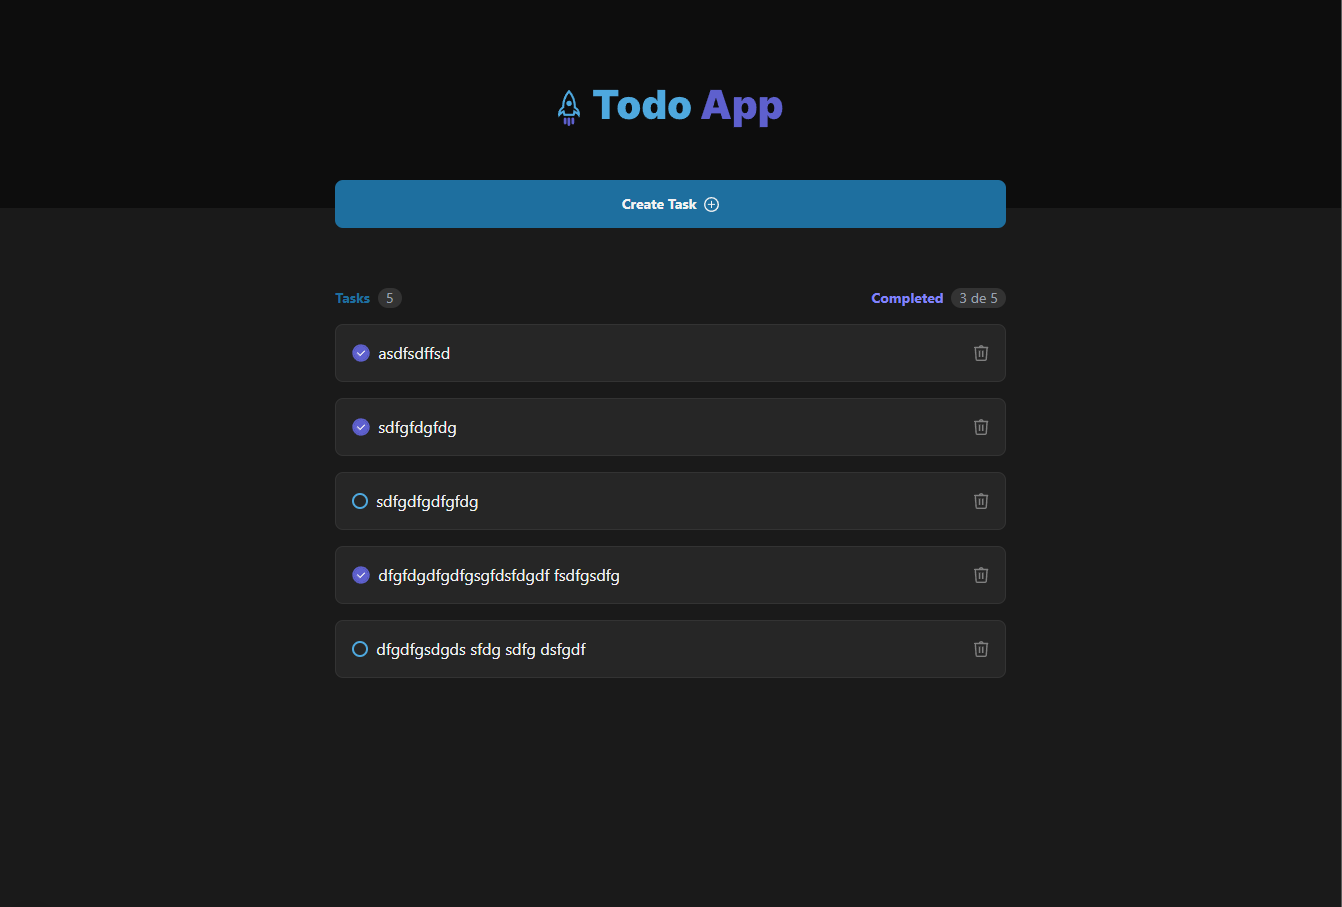 Todo App
Create Task
Tasks 5
Completed 3 de 5
asdfsdffsd
sdfgfdgfdg
sdfgdfgdfgfdg
dfgfdgdfgdfgsgfdsfdgdf fsdfgsdfg
dfgdfgsdgds sfdg sdfg dsfgdf